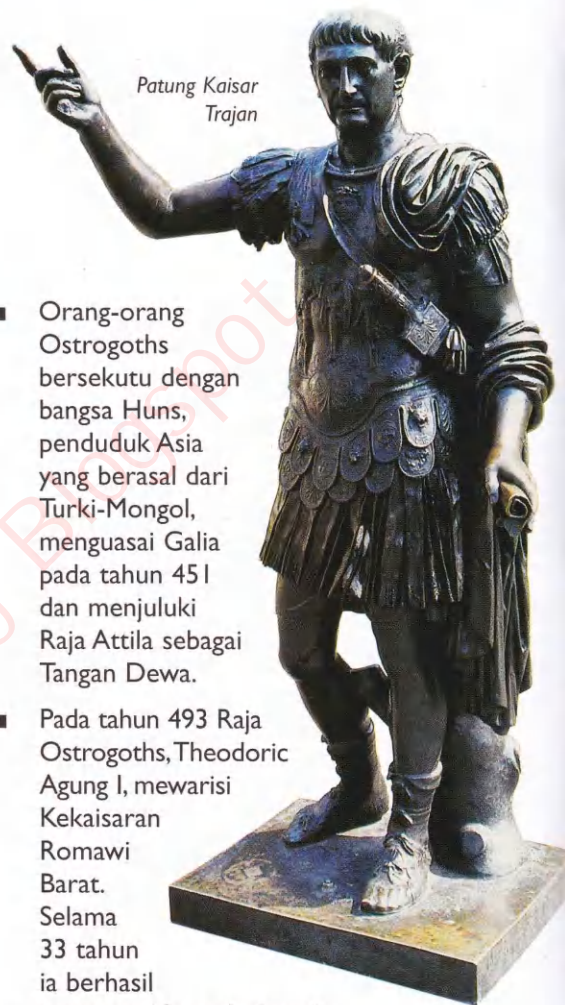 Patung Kaisar
Trajan
▪ Orang-orang
Ostrogoths
bersekutu dengan
bangsa Huns,
penduduk Asia
yang berasal dari
Turki-Mongol,
menguasai Galia
pada tahun 451
dan menjuluki
Raja Attila sebagai
Tangan Dewa.
▪ Pada tahun 493 Raja
Ostrogoths, Theodoric
Agung I, mewarisi
Kekaisaran
Romawi
Barat.
Selama
33 tahun
ia berhasil
Blogspot